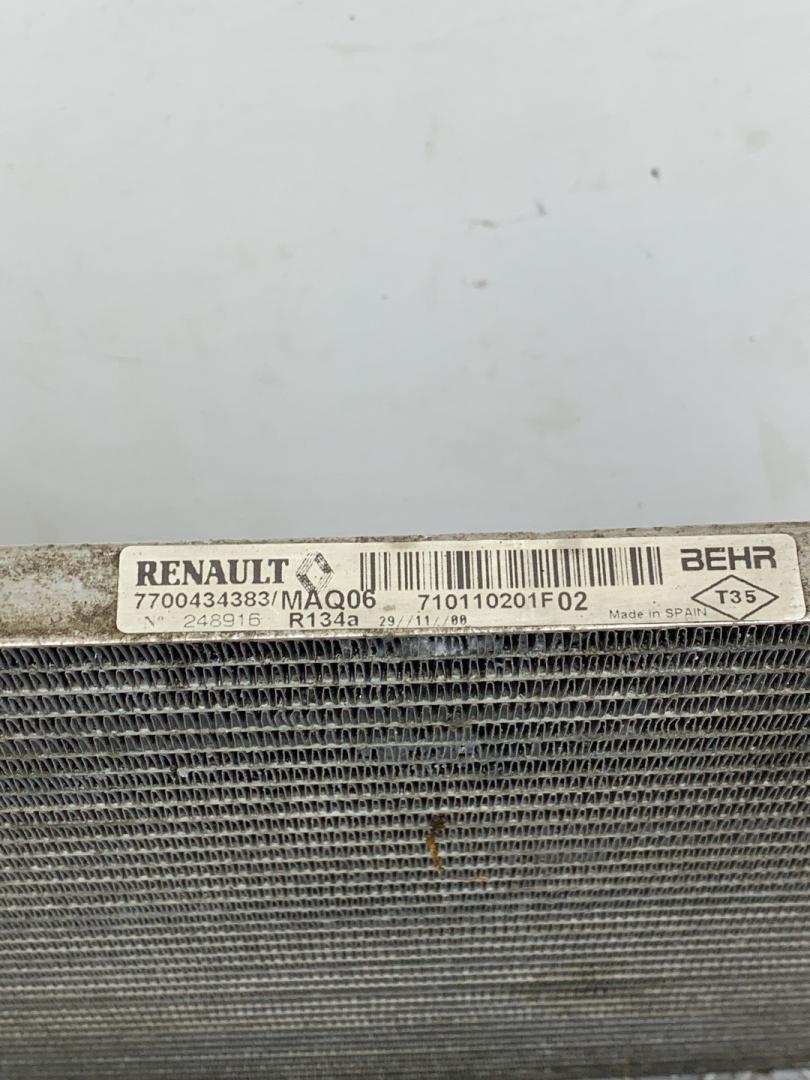 RENAULT BEHR
7700434383/MAQ06 710110201F02 T35
N° 248916 R134a 29//11//00 Made in SPAIN